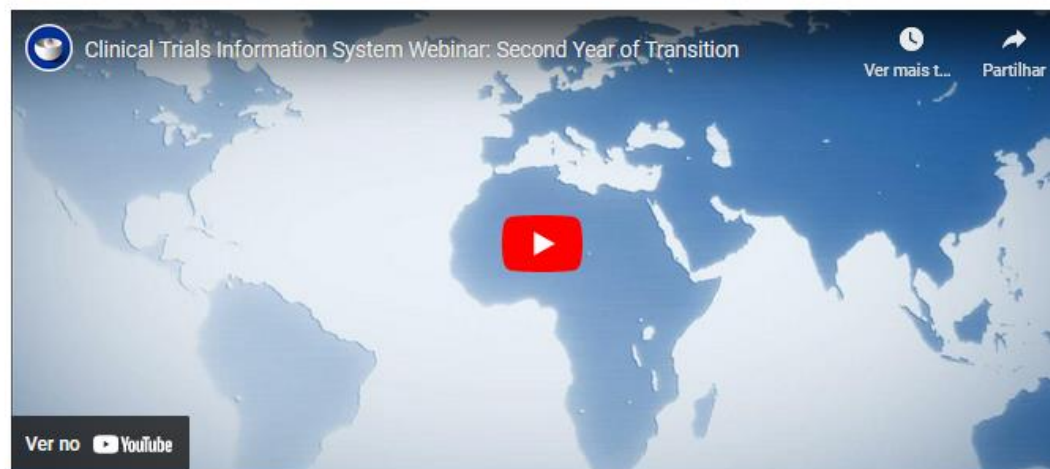 Clinical Trials Information System Webinar: Second Year of Transition
Ver mais t...
Partilhar
Ver no YouTube